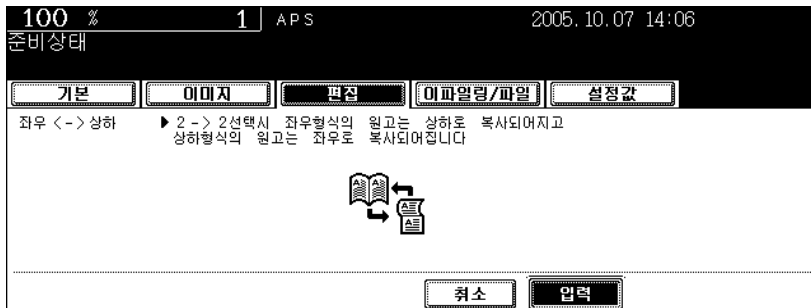 100 % 1 APS 2005.10.07 14:06
준비상태
기본 이미지 편집 이파일링/파일 설정값
좌우 <-> 상하 ▶ 2 -> 2선택시 좌우형식의 원고는 상하로 복사되어지고
상하형식의 원고는 좌우로 복사되어집니다
취소 입력